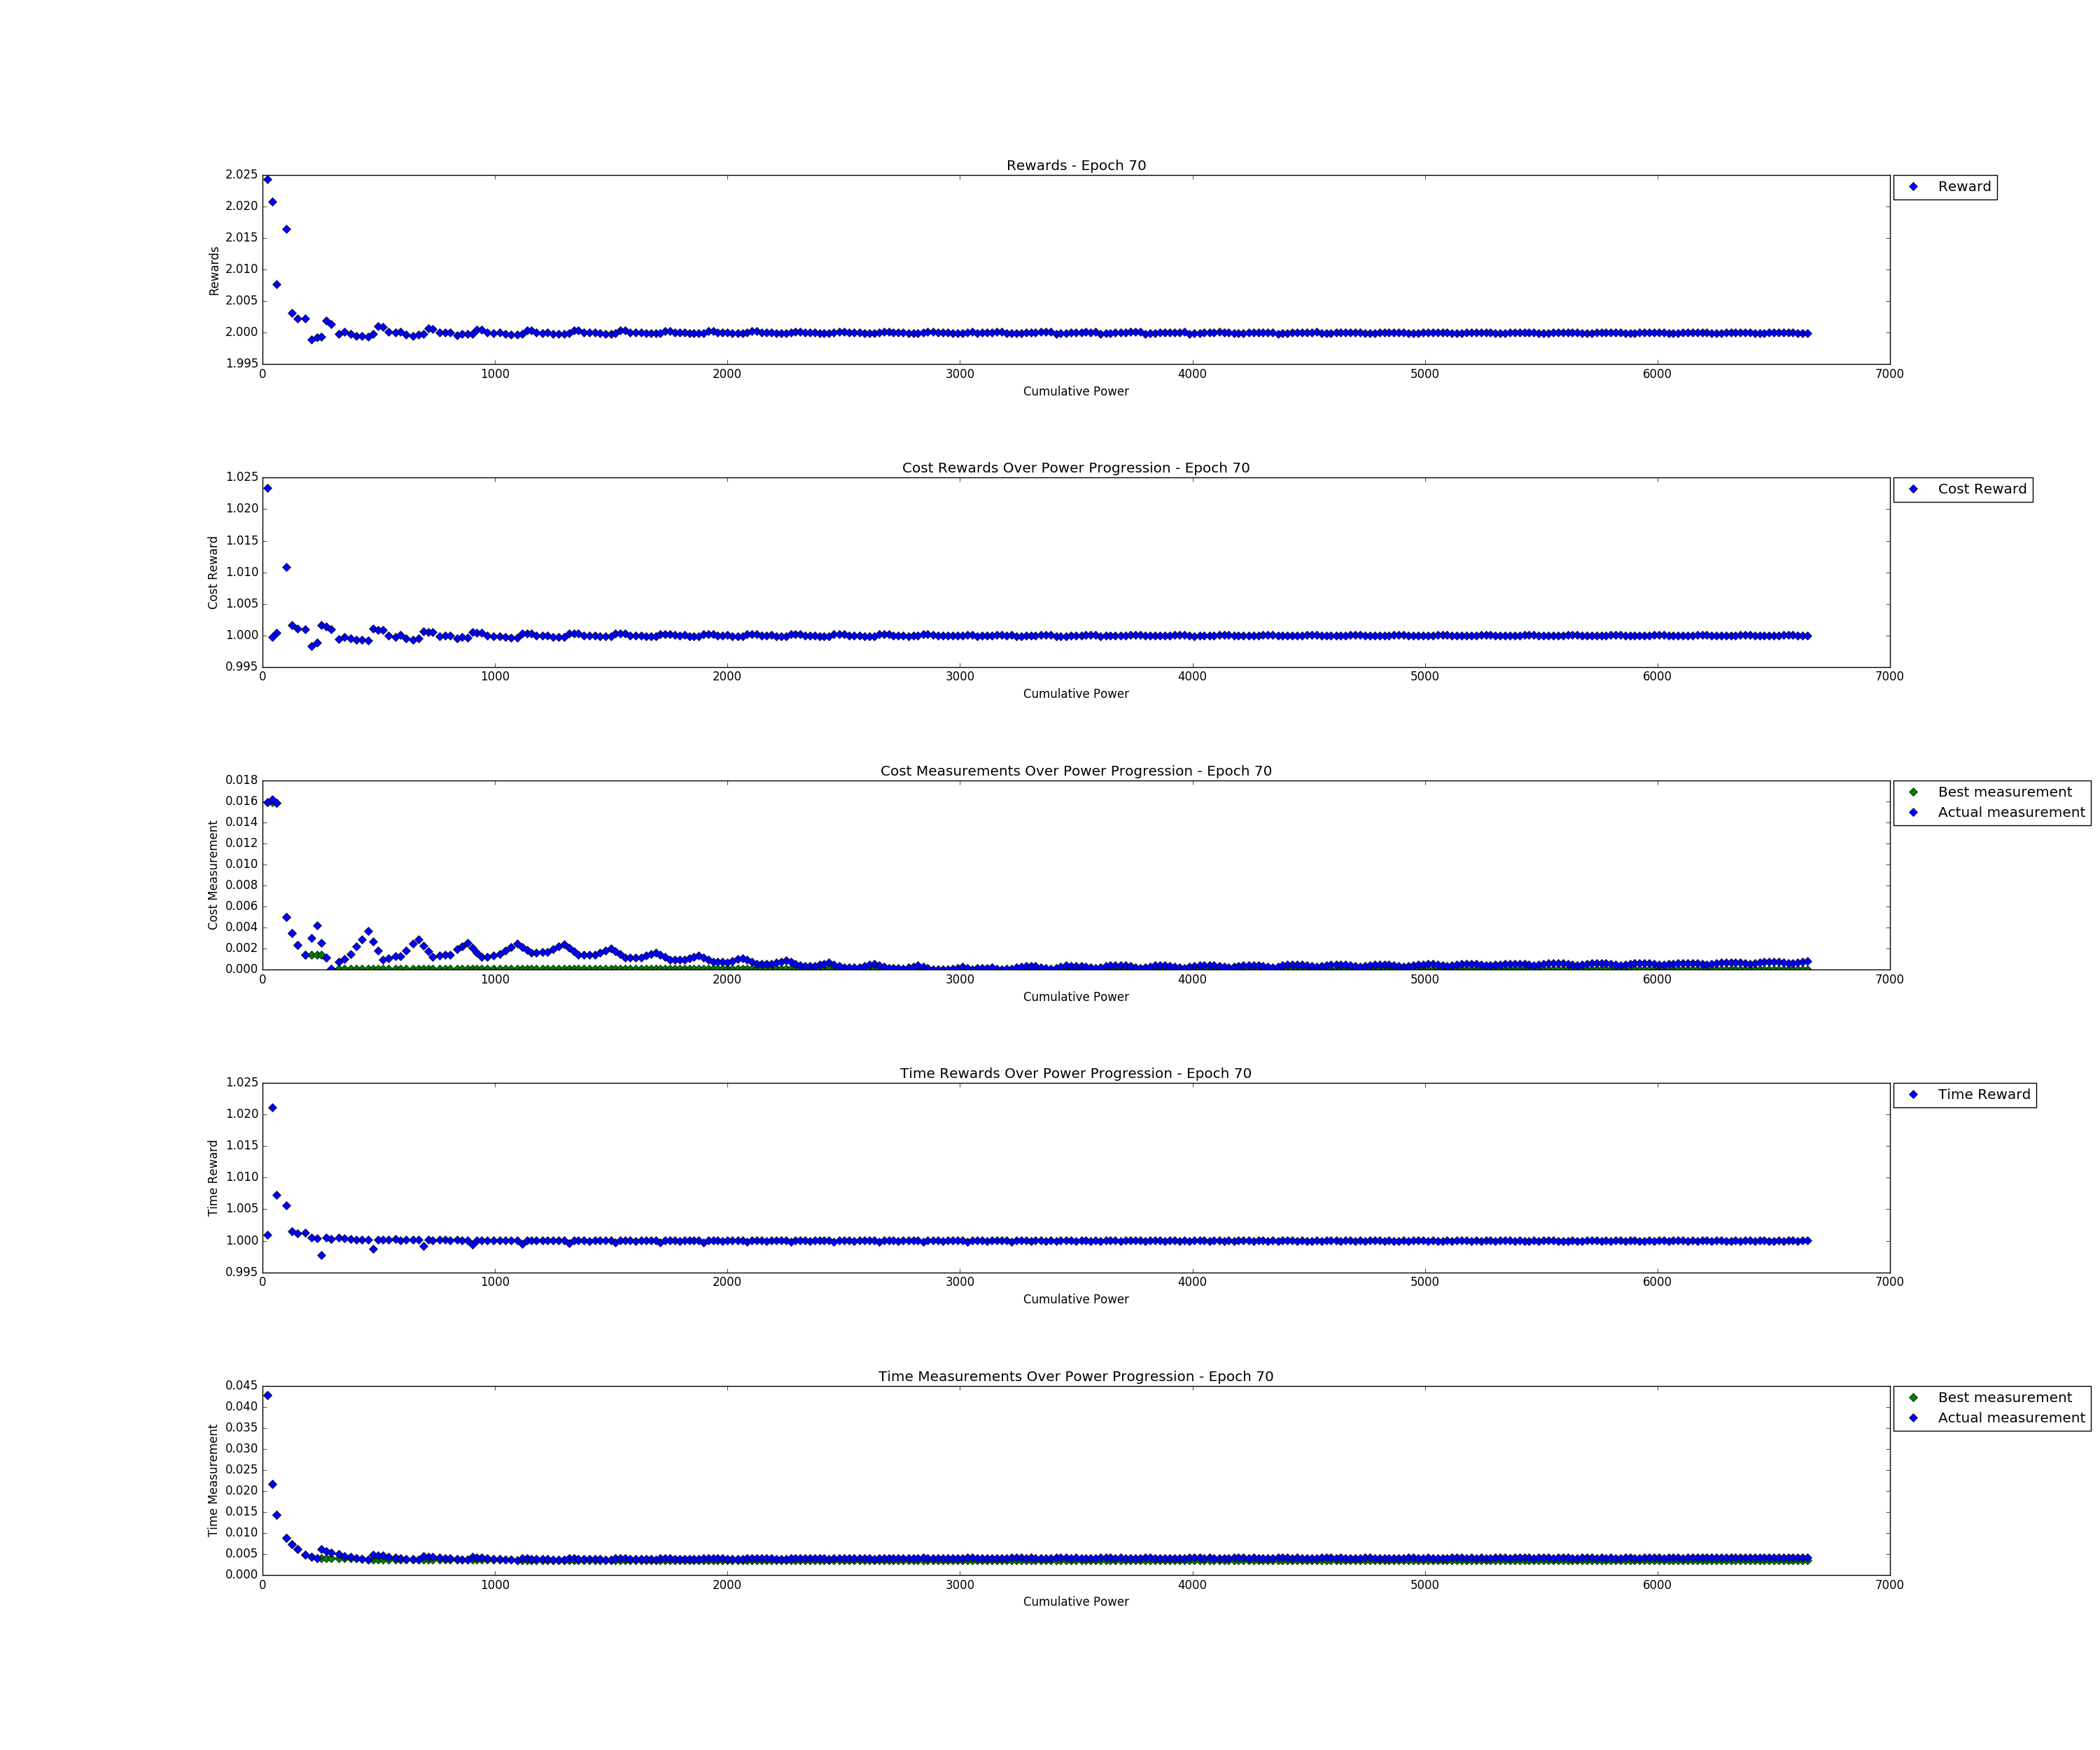 Rewards - Epoch 70
2.025
2.020
2.015
2.010
2.005
2.000
1.995
Rewards
0 1000 2000 3000 4000 5000 6000 7000
Cumulative Power
Reward
Cost Rewards Over Power Progression - Epoch 70
1.025
1.020
1.015
1.010
1.005
1.000
0.995
Cost Reward
0 1000 2000 3000 4000 5000 6000 7000
Cumulative Power
Cost Reward
Cost Measurements Over Power Progression - Epoch 70
0.018
0.016
0.014
0.012
0.010
0.008
0.006
0.004
0.002
0.000
Cost Measurement
0 1000 2000 3000 4000 5000 6000 7000
Cumulative Power
Best measurement
Actual measurement
Time Rewards Over Power Progression - Epoch 70
1.025
1.020
1.015
1.010
1.005
1.000
0.995
Time Reward
0 1000 2000 3000 4000 5000 6000 7000
Cumulative Power
Time Reward
Time Measurements Over Power Progression - Epoch 70
0.045
0.040
0.035
0.030
0.025
0.020
0.015
0.010
0.005
0.000
Time Measurement
0 1000 2000 3000 4000 5000 6000 7000
Cumulative Power
Best measurement
Actual measurement